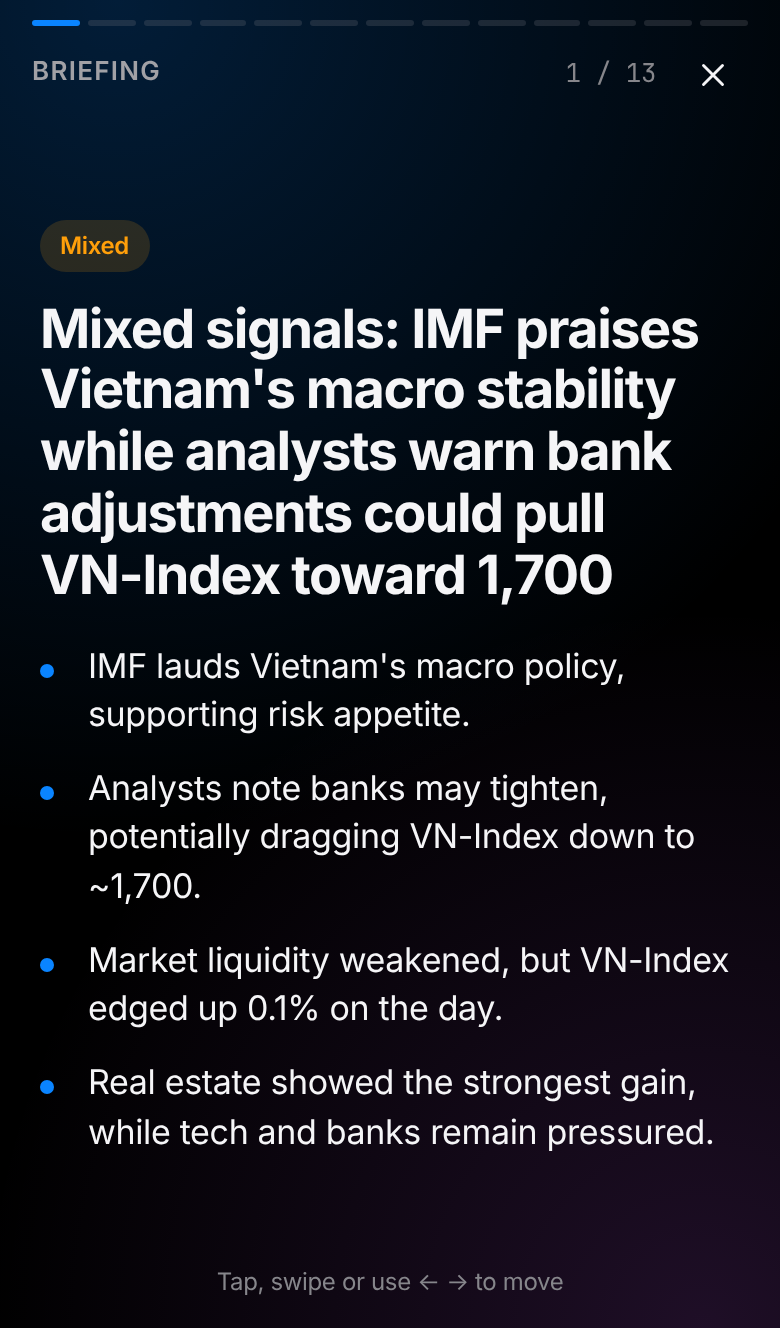 BRIEFING
1 / 13
Mixed
Mixed signals: IMF praises
Vietnam's macro stability
while analysts warn bank
adjustments could pull
VN-Index toward 1,700
IMF lauds Vietnam's macro policy,
supporting risk appetite.
Analysts note banks may tighten,
potentially dragging VN-Index down to
~1,700.
Market liquidity weakened, but VN-Index
edged up 0.1% on the day.
Real estate showed the strongest gain,
while tech and banks remain pressured.
Tap, swipe or use ← → to move